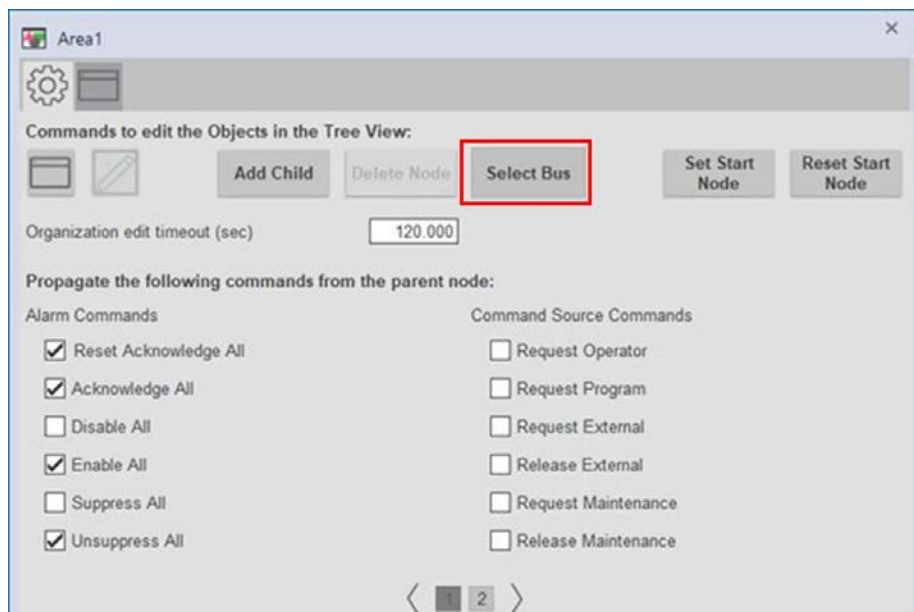 Area1
Commands to edit the Objects in the Tree View:
Add Child
Delete Node
Select Bus
Set Start
Node
Reset Start
Node
Organization edit timeout (sec)
120.000
Propagate the following commands from the parent node:
Alarm Commands
Command Source Commands
Reset Acknowledge All
Request Operator
Acknowledge All
Request Program
Disable All
Request External
Enable All
Release External
Suppress All
Request Maintenance
Unsuppress All
Release Maintenance
1
2